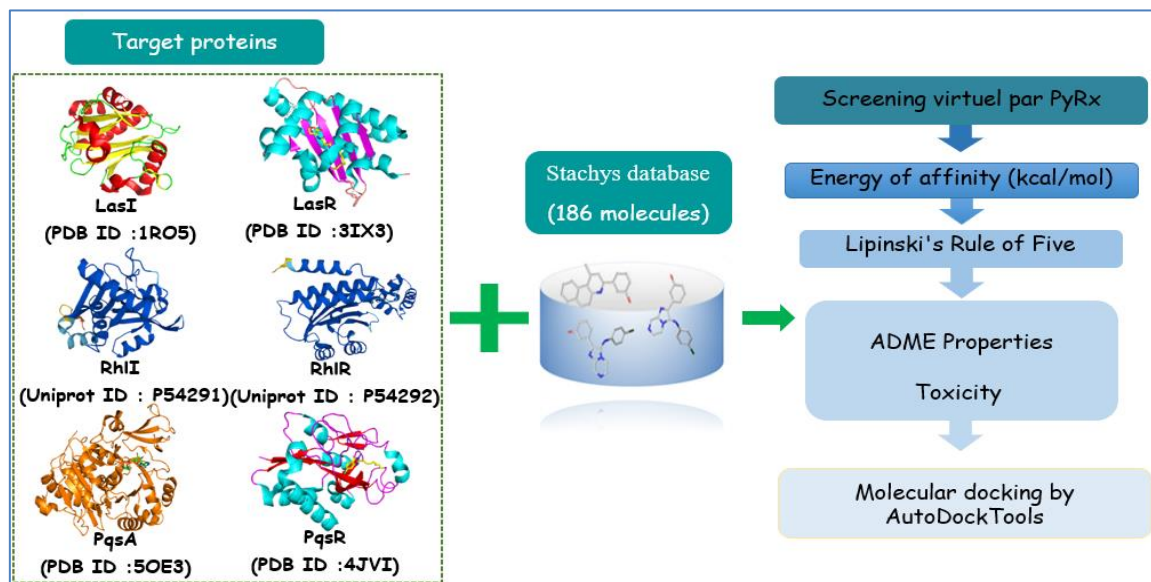 Target proteins
LasI
(PDB ID :1RO5)
LasR
(PDB ID :3IX3)
RhlI
(Uniprot ID : P54291)
RhlR
(Uniprot ID : P54292)
PqsA
(PDB ID :5OE3)
PqsR
(PDB ID :4JVI)
Stachys database
(186 molecules)
Screening virtuel par PyRx
Energy of affinity (kcal/mol)
Lipinski's Rule of Five
ADME Properties
Toxicity
Molecular docking by
AutoDockTools